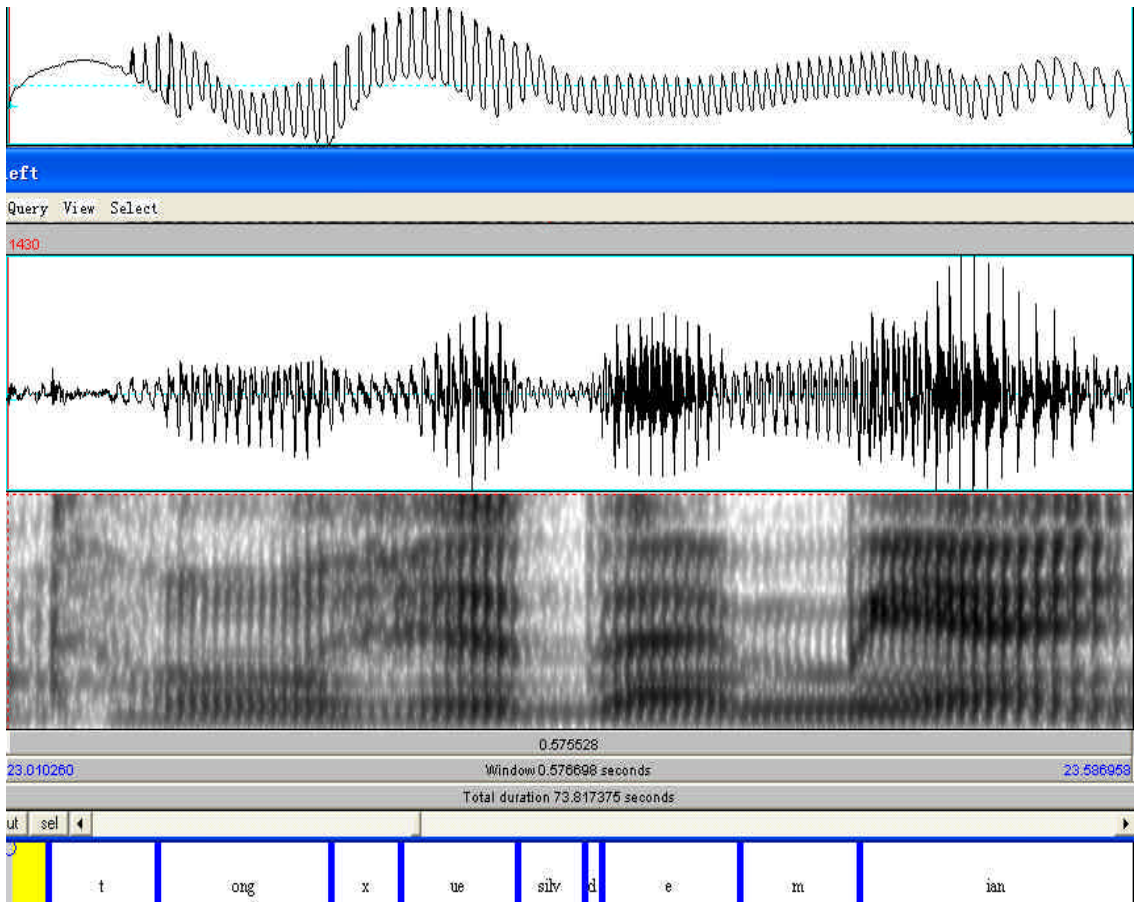 eft
Query View Select
1430
0.575528
23.010260 Window 0.576698 seconds 23.586958
Total duration 73.817375 seconds
ut sel
t ong x ue silv d e m ian